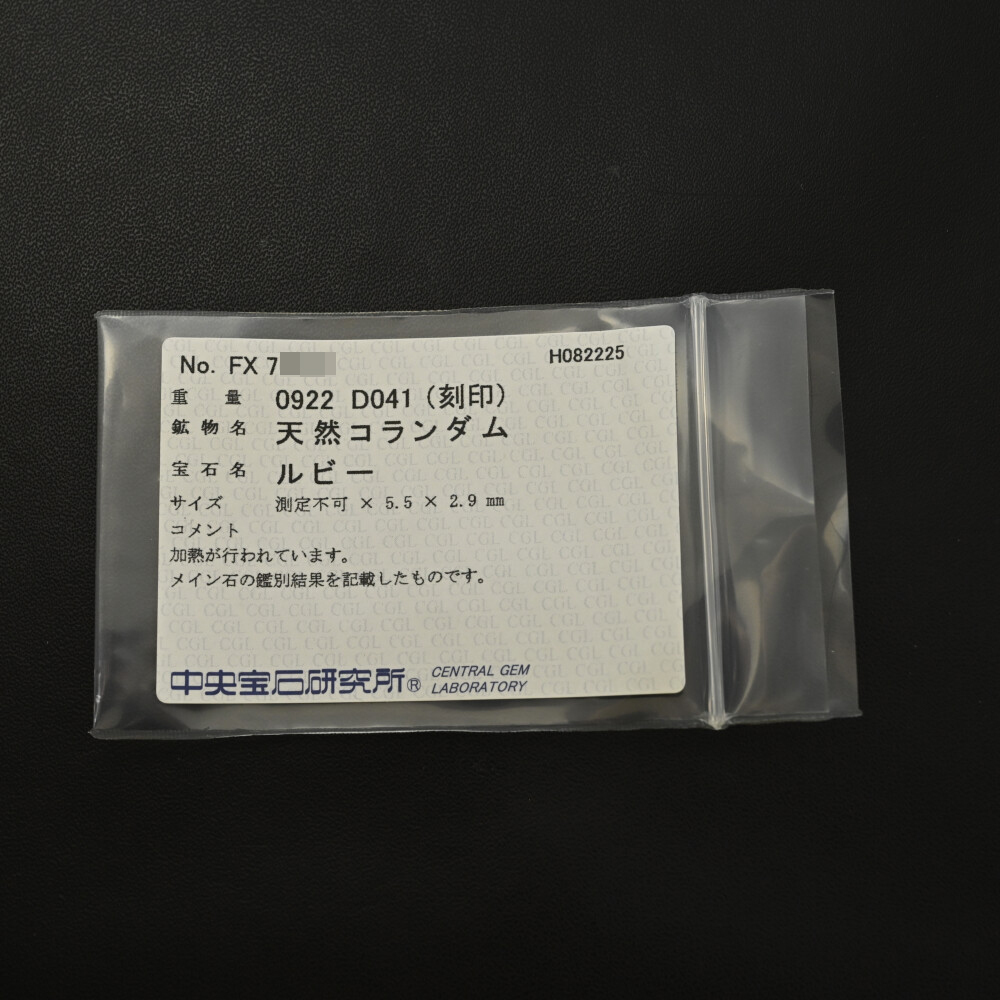 No. FX 7
H082225
重 量 0922 D041 (刻印)
鉱物名 天然コランダム
宝石名 ルビー
サイズ 測定不可 × 5.5 × 2.9 mm
コメント
加熱が行われています。
メイン石の鑑別結果を記載したものです。
中央宝石研究所® CENTRAL GEM
LABORATORY